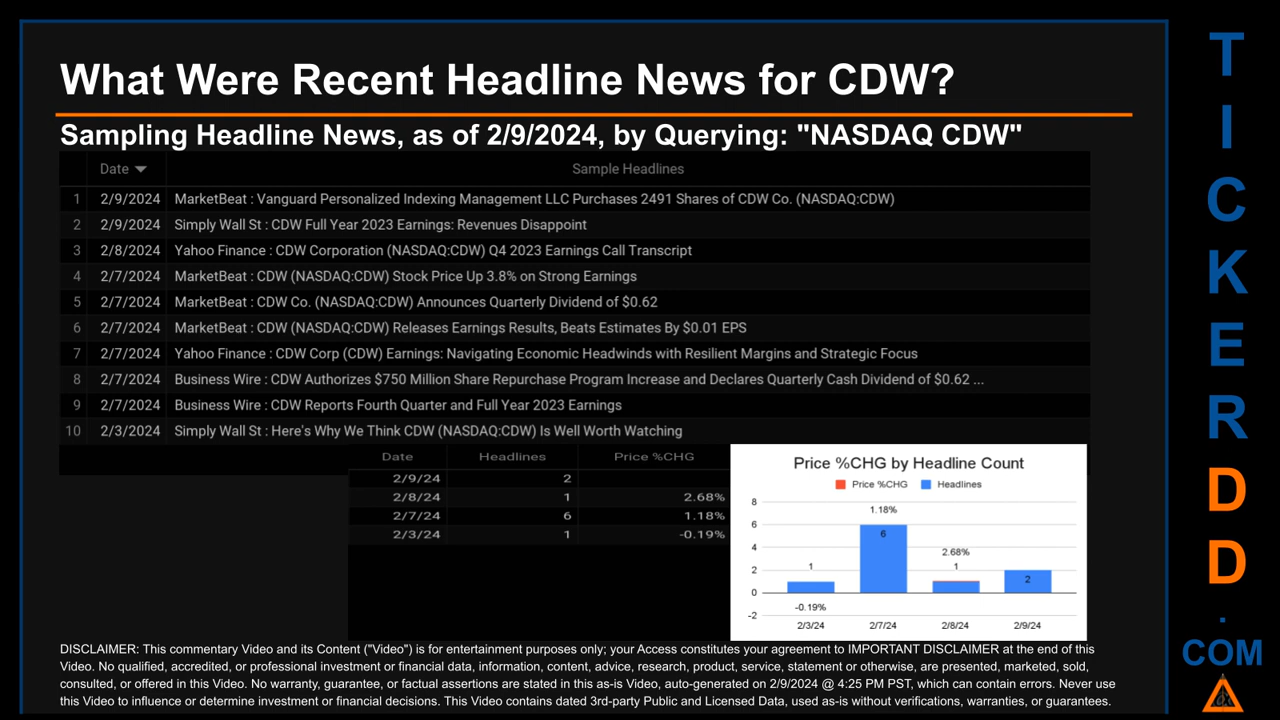 What Were Recent Headline News for CDW?
Sampling Headline News, as of 2/9/2024, by Querying: "NASDAQ CDW"
Date Sample Headlines
1 2/9/2024 MarketBeat : Vanguard Personalized Indexing Management LLC Purchases 2491 Shares of CDW Co. (NASDAQ:CDW)
2 2/9/2024 Simply Wall St : CDW Full Year 2023 Earnings: Revenues Disappoint
3 2/8/2024 Yahoo Finance : CDW Corporation (NASDAQ:CDW) Q4 2023 Earnings Call Transcript
4 2/7/2024 MarketBeat : CDW (NASDAQ:CDW) Stock Price Up 3.8% on Strong Earnings
5 2/7/2024 MarketBeat : CDW Co. (NASDAQ:CDW) Announces Quarterly Dividend of $0.62
6 2/7/2024 MarketBeat : CDW (NASDAQ:CDW) Releases Earnings Results, Beats Estimates By $0.01 EPS
7 2/7/2024 Yahoo Finance : CDW Corp (CDW) Earnings: Navigating Economic Headwinds with Resilient Margins and Strategic Focus
8 2/7/2024 Business Wire : CDW Authorizes $750 Million Share Repurchase Program Increase and Declares Quarterly Cash Dividend of $0.62 ...
9 2/7/2024 Business Wire : CDW Reports Fourth Quarter and Full Year 2023 Earnings
10 2/3/2024 Simply Wall St : Here's Why We Think CDW (NASDAQ:CDW) Is Well Worth Watching
Date Headlines Price %CHG
2/9/24 2
2/8/24 1 2.68%
2/7/24 6 1.18%
2/3/24 1 -0.19%
Price %CHG by Headline Count
Price %CHG Headlines
8
6
4
2
0
-2
1
-0.19%
1.18%
6
2.68%
1
2
2/3/24 2/7/24 2/8/24 2/9/24
DISCLAIMER: This commentary Video and its Content ("Video") is for entertainment purposes only; your Access constitutes your agreement to IMPORTANT DISCLAIMER at the end of this
Video. No qualified, accredited, or professional investment or financial data, information, content, advice, research, product, service, statement or otherwise, are presented, marketed, sold,
consulted, or offered in this Video. No warranty, guarantee, or factual assertions are stated in this as-is Video, auto-generated on 2/9/2024 @ 4:25 PM PST, which can contain errors. Never use
this Video to influence or determine investment or financial decisions. This Video contains dated 3rd-party Public and Licensed Data, used as-is without verifications, warranties, or guarantees.
T
I
C
K
E
R
D
D
.
COM